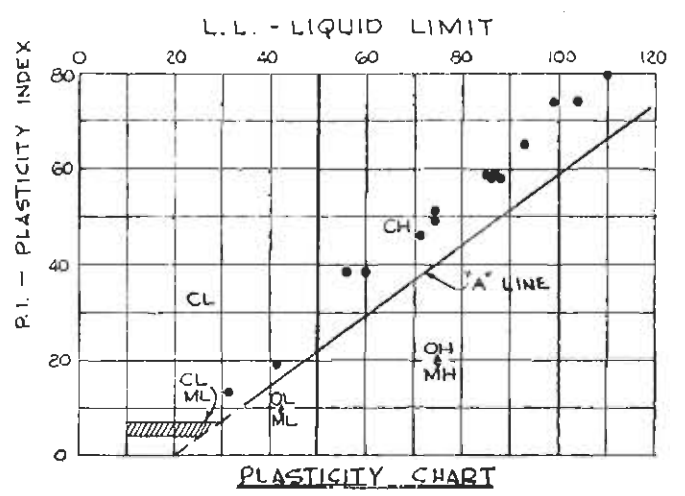 L.L. - LIQUID LIMIT
0 20 40 60 80 100 120
P.I. - PLASTICITY INDEX
80
60
40
20
0
CH
"A" LINE
CL
OH
MH
CL
ML
OL
ML
PLASTICITY CHART